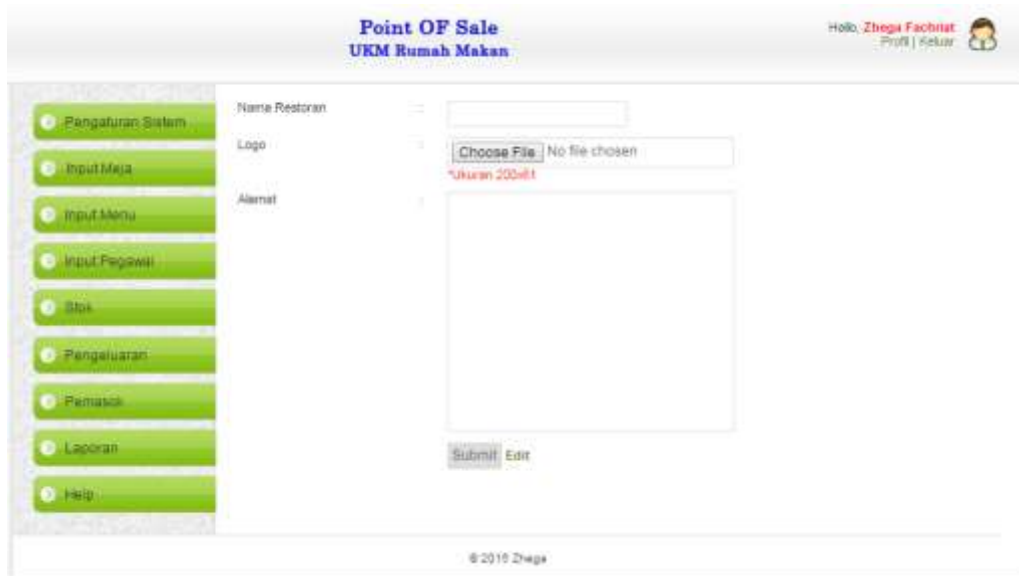 Point OF Sale
UKM Rumah Makan
Hello, Zhega Fachriat
Profil | Keluar
Pengaturan Sistem
Input Meja
Input Menu
Input Pegawai
Stok
Pengeluaran
Pemasok
Laporan
Help
Name Restoran :
Logo :
Choose File No file chosen
*Ukuran 200x61
Alamat :
Submit Edit
© 2015 Zhega